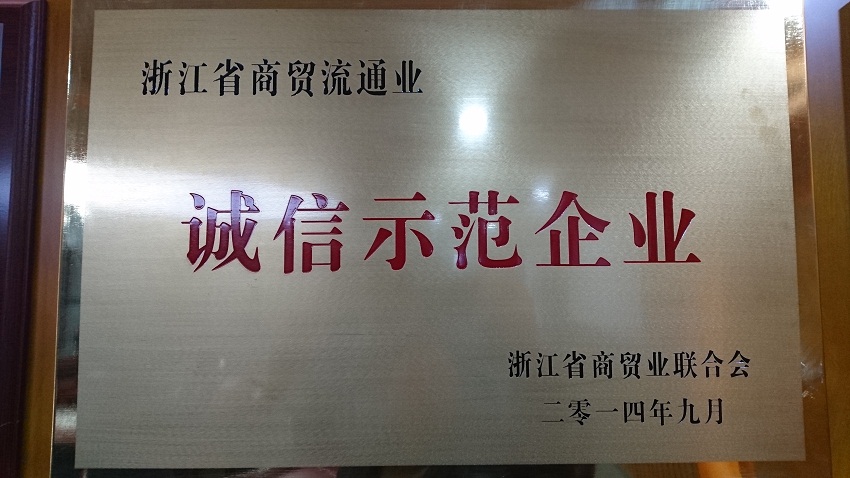 浙江省商贸流通业
诚信示范企业
浙江省商贸业联合会
二零一四年九月